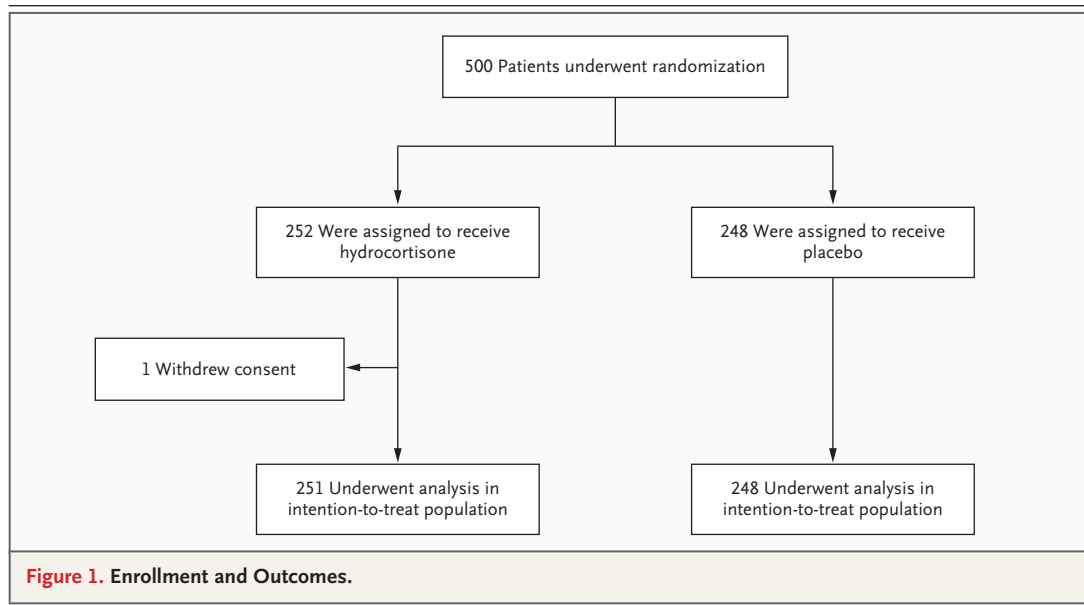 500 Patients underwent randomization
252 Were assigned to receive
hydrocortisone
248 Were assigned to receive
placebo
1 Withdrew consent
251 Underwent analysis in
intention-to-treat population
248 Underwent analysis in
intention-to-treat population
Figure 1. Enrollment and Outcomes.